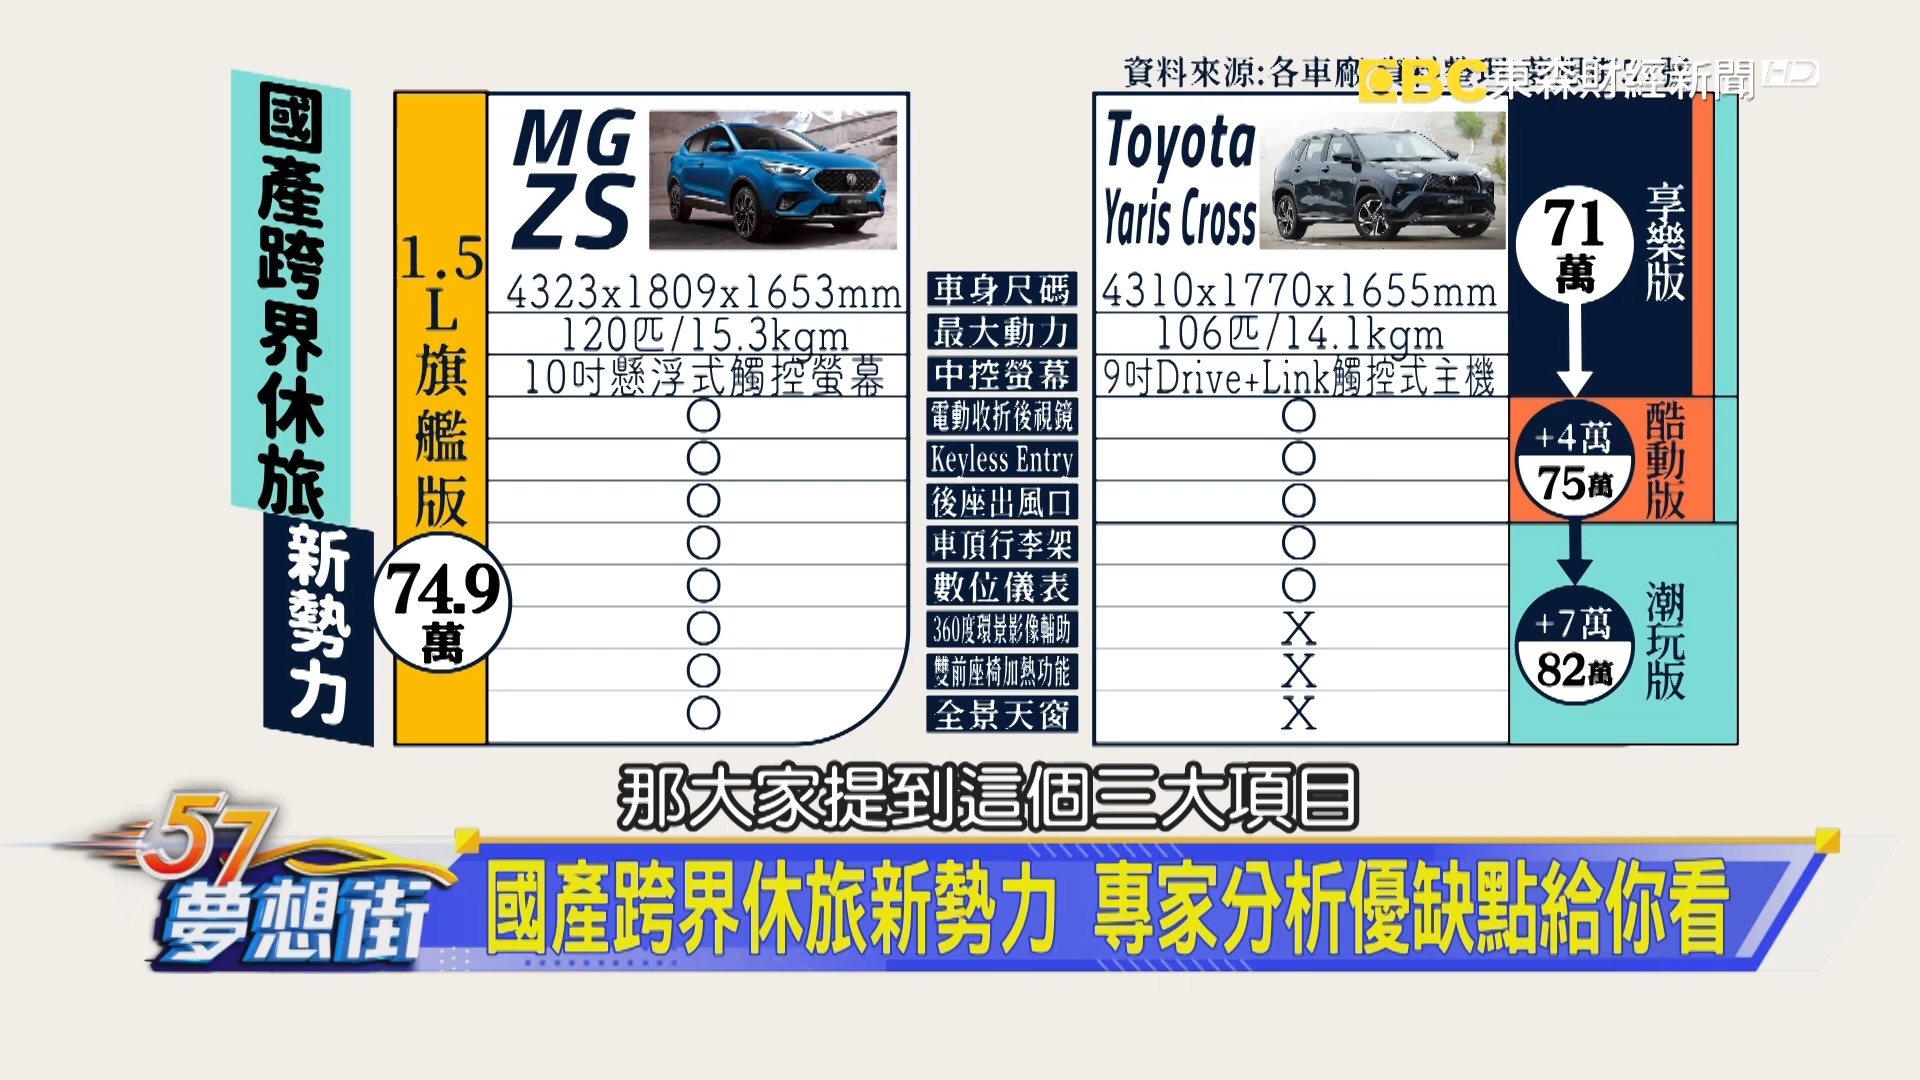 資料來源:各車廠
EBC東森財經新聞HD
國產跨界休旅
新勢力
1.5L旗艦版
74.9萬
MG ZS
Toyota Yaris Cross
4323x1809x1653mm 車身尺碼 4310x1770x1655mm
120匹/15.3kgm 最大動力 106匹/14.1kgm
10吋懸浮式觸控螢幕 中控螢幕 9吋Drive+Link觸控式主機
○ 電動收折後視鏡 ○
○ Keyless Entry ○
○ 後座出風口 ○
○ 車頂行李架 ○
○ 數位儀表 ○
○ 360度環景影像輔助 X
○ 雙前座椅加熱功能 X
○ 全景天窗 X
71萬 享樂版
+4萬 75萬 酷動版
+7萬 82萬 潮玩版
那大家提到這個三大項目
57夢想街
國產跨界休旅新勢力 專家分析優缺點給你看